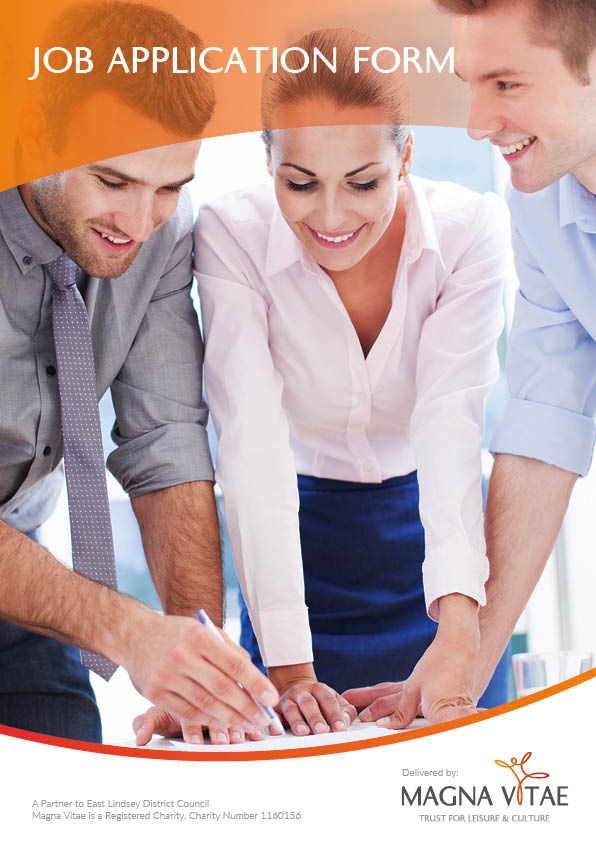 JOB APPLICATION FORM
Delivered by:
MAGNA VITAE
TRUST FOR LEISURE & CULTURE
A Partner to East Lindsey District Council
Magna Vitae is a Registered Charity. Charity Number 1160156